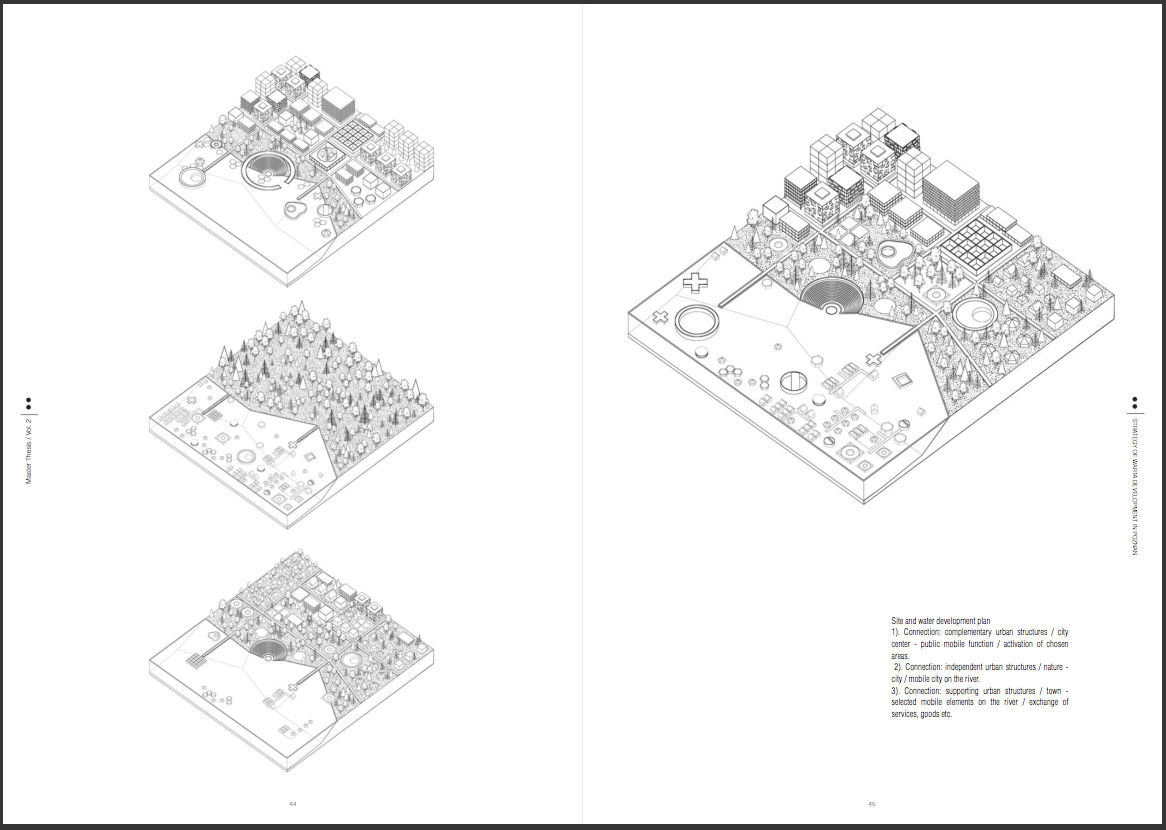 Master Thesis / Vol. 2
44
Site and water development plan
1). Connection: complementary urban structures / city
center - public mobile function / activation of chosen
areas.
2). Connection: independent urban structures / nature -
city / mobile city on the river.
3). Connection: supporting urban structures / town -
selected mobile elements on the river / exchange of
services, goods etc.
45
STRATEGY OF WARTA DEVELOPMENT IN POZNAN